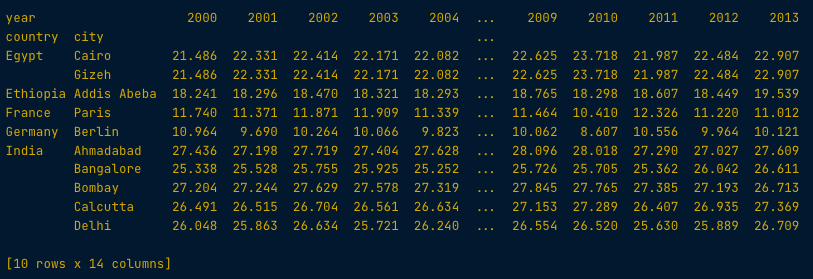 year                    2000    2001    2002    2003    2004  ...    2009    2010    2011    2012    2013
country  city                                                 ...
Egypt    Cairo        21.486  22.331  22.414  22.171  22.082  ...  22.625  23.718  21.987  22.484  22.907
         Gizeh        21.486  22.331  22.414  22.171  22.082  ...  22.625  23.718  21.987  22.484  22.907
Ethiopia Addis Abeba  18.241  18.296  18.470  18.321  18.293  ...  18.765  18.298  18.607  18.449  19.539
France   Paris        11.740  11.371  11.871  11.909  11.339  ...  11.464  10.410  12.326  11.220  11.012
Germany  Berlin       10.964   9.690  10.264  10.066   9.823  ...  10.062   8.607  10.556   9.964  10.121
India    Ahmadabad    27.436  27.198  27.719  27.404  27.628  ...  28.096  28.018  27.290  27.027  27.609
         Bangalore    25.338  25.528  25.755  25.925  25.252  ...  25.726  25.705  25.362  26.042  26.611
         Bombay       27.204  27.244  27.629  27.578  27.319  ...  27.845  27.765  27.385  27.193  26.713
         Calcutta     26.491  26.515  26.704  26.561  26.634  ...  27.153  27.289  26.407  26.935  27.369
         Delhi        26.048  25.863  26.634  25.721  26.240  ...  26.554  26.520  25.630  25.889  26.709
[10 rows x 14 columns]